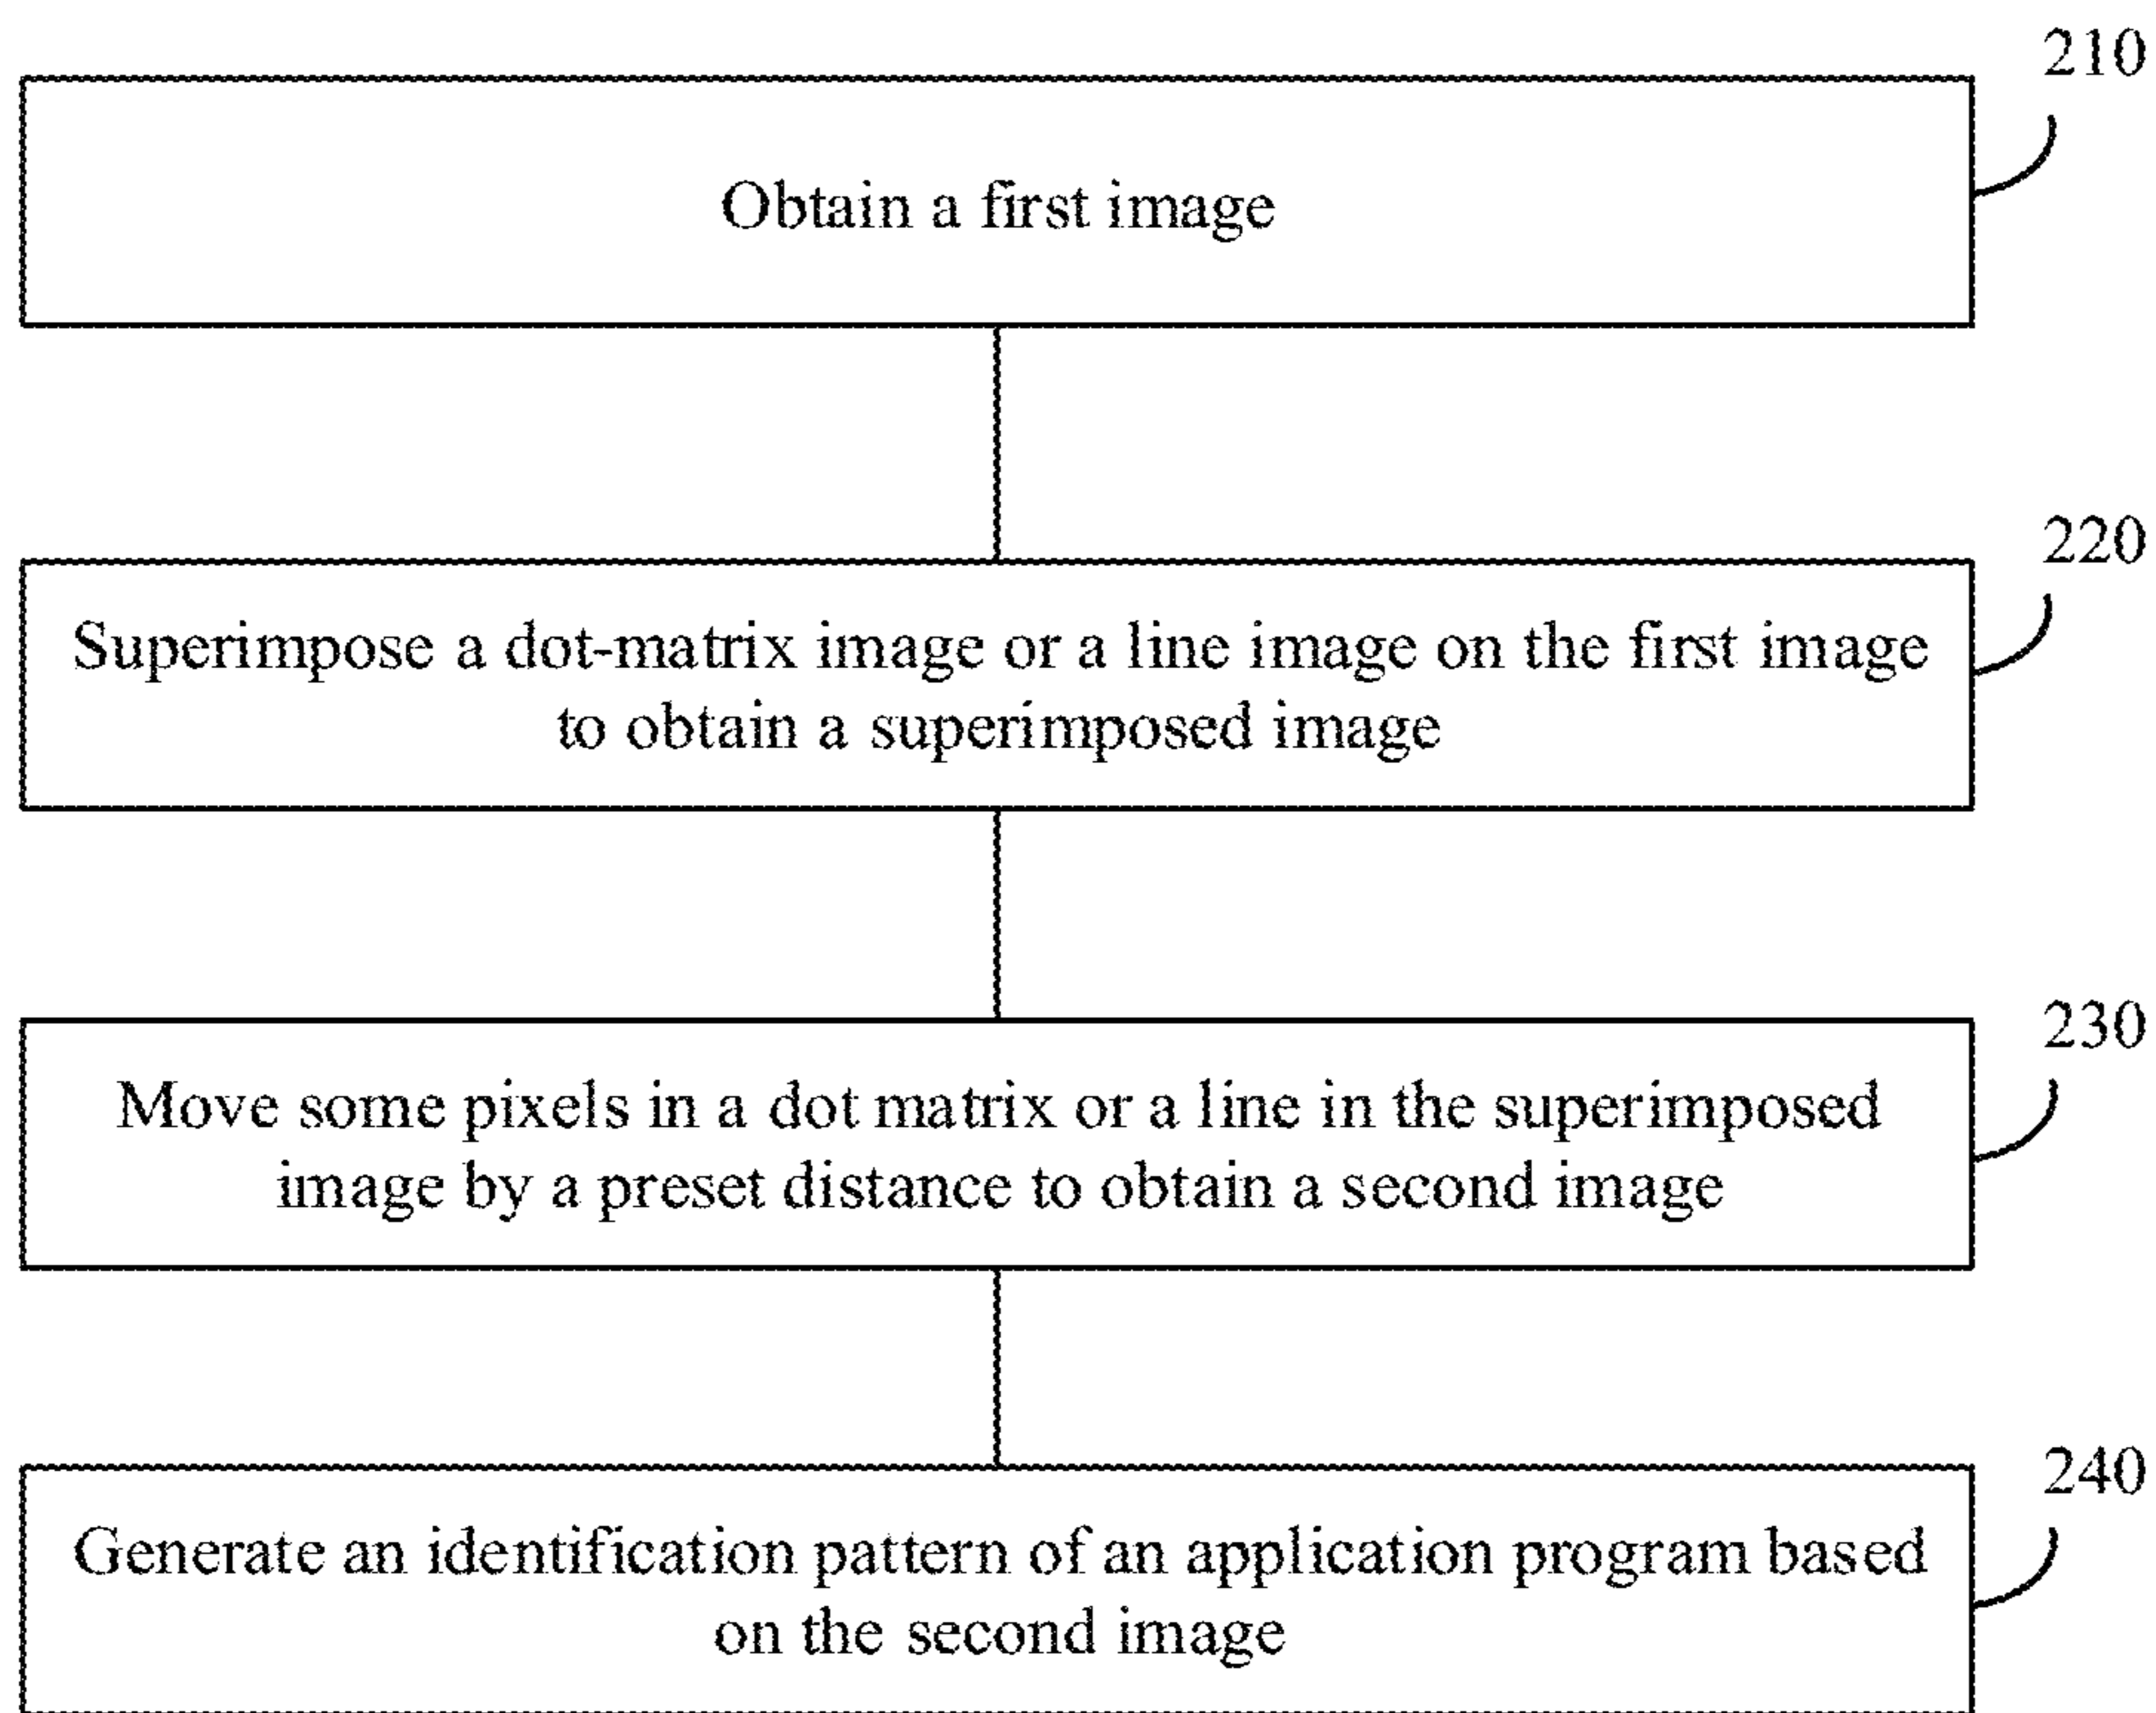 210
Obtain a first image
220
Superimpose a dot-matrix image or a line image on the first image
to obtain a superimposed image
230
Move some pixels in a dot matrix or a line in the superimposed
image by a preset distance to obtain a second image
240
Generate an identification pattern of an application program based
on the second image